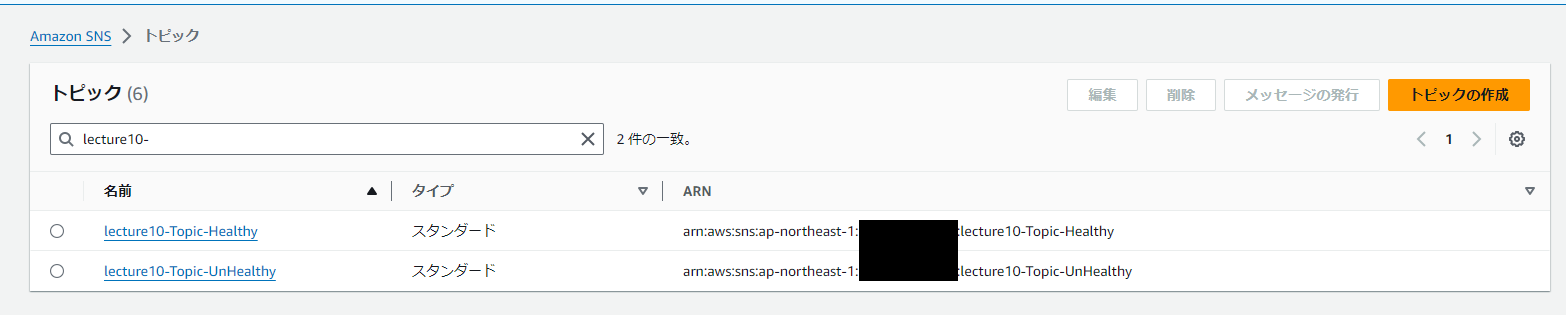 Amazon SNS > トピック
トピック (6)
編集 削除 メッセージの発行 トピックの作成
lecture10- 2 件の一致。 1
名前 タイプ ARN
lecture10-Topic-Healthy スタンダード arn:aws:sns:ap-northeast-1: :lecture10-Topic-Healthy
lecture10-Topic-UnHealthy スタンダード arn:aws:sns:ap-northeast-1: :lecture10-Topic-UnHealthy